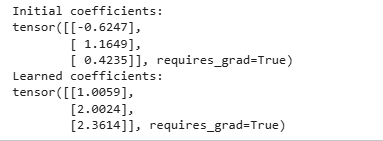 Initial coefficients:
tensor([[-0.6247],
        [ 1.1649],
        [ 0.4235]], requires_grad=True)
Learned coefficients:
tensor([[1.0059],
        [2.0024],
        [2.3614]], requires_grad=True)